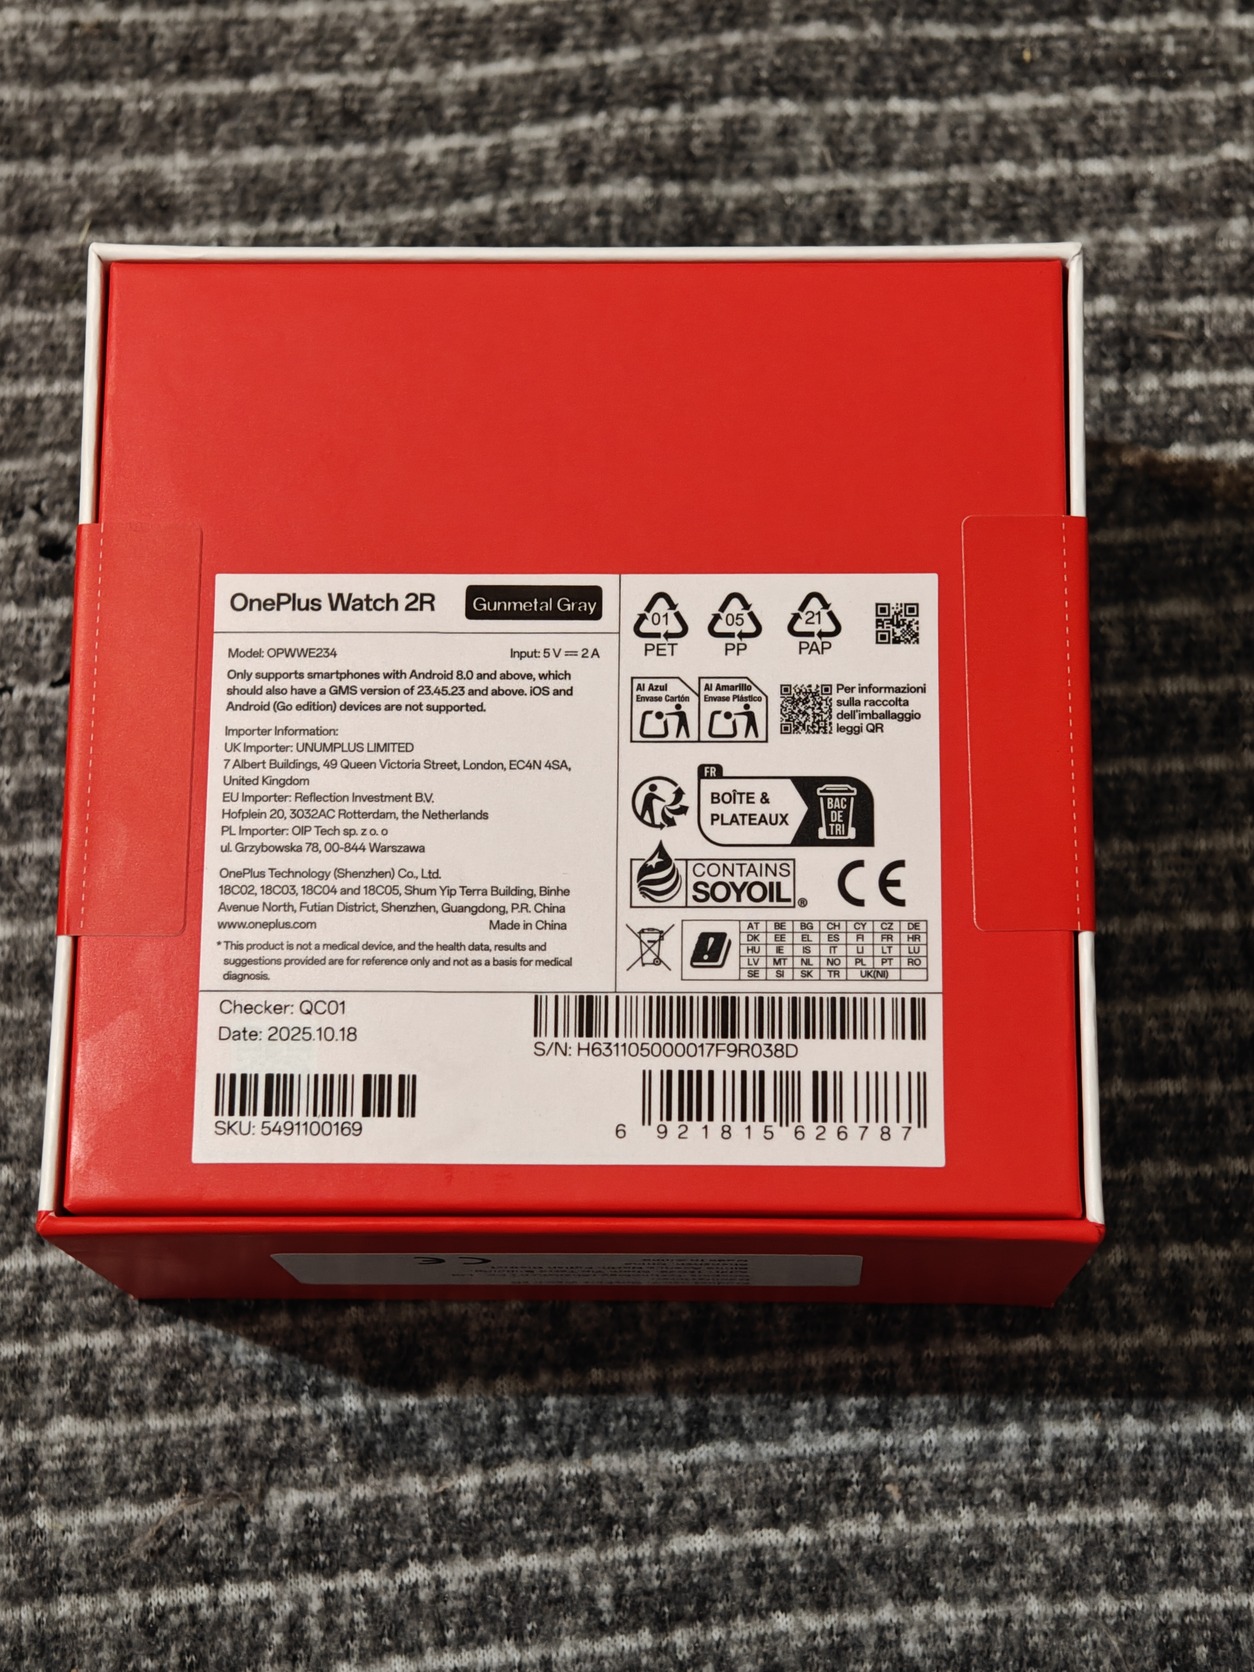 OnePlus Watch 2R
Gunmetal Gray
Model: OPWWE234
Input: 5 V ⎓ 2 A
Only supports smartphones with Android 8.0 and above, which
should also have a GMS version of 23.45.23 and above. iOS and
Android (Go edition) devices are not supported.
Importer Information:
UK Importer: UNUMPLUS LIMITED
7 Albert Buildings, 49 Queen Victoria Street, London, EC4N 4SA,
United Kingdom
EU Importer: Reflection Investment B.V.
Hofplein 20, 3032AC Rotterdam, the Netherlands
PL Importer: OIP Tech sp. z o. o
ul. Grzybowska 78, 00-844 Warszawa
OnePlus Technology (Shenzhen) Co., Ltd.
18C02, 18C03, 18C04 and 18C05, Shum Yip Terra Building, Binhe
Avenue North, Futian District, Shenzhen, Guangdong, P.R. China
www.oneplus.com
Made in China
* This product is not a medical device, and the health data, results and
suggestions provided are for reference only and not as a basis for medical
diagnosis.
01 05 21
PET PP PAP
Al Azul
Envase Cartón
Al Amarillo
Envase Plástico
Per informazioni
sulla raccolta
dell'imballaggio
leggi QR
FR
BOÎTE &
PLATEAUX
BAC
DE
TRI
CONTAINS
SOYOIL®
CE
AT BE BG CH CY CZ DE
DK EE EL ES FI FR HR
HU IE IS IT LI LT LU
LV MT NL NO PL PT RO
SE SI SK TR UK(NI)
Checker: QC01
Date: 2025.10.18
S/N: H631105000017F9R038D
SKU: 5491100169
6 921815 626787
CE